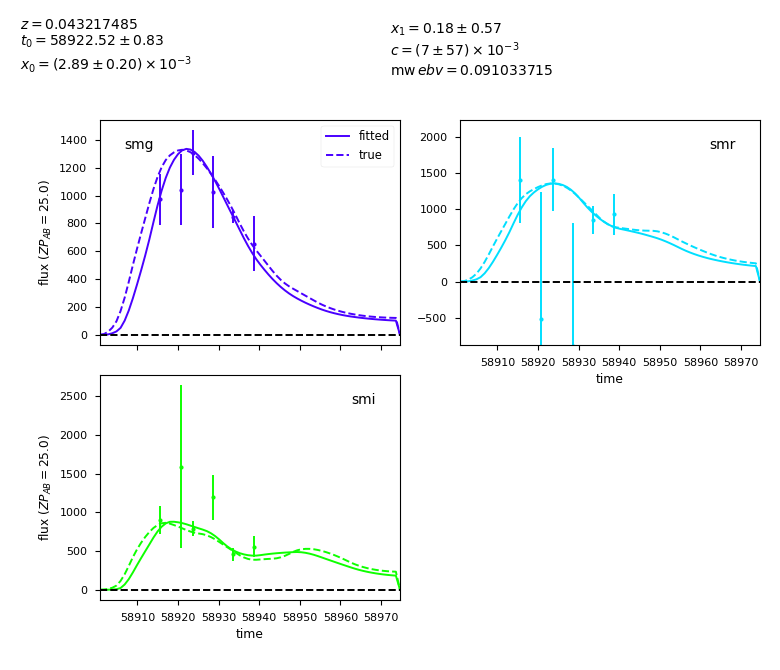 z = 0.043217485
t₀ = 58922.52 ± 0.83
x₀ = (2.89 ± 0.20) × 10⁻³
x₁ = 0.18 ± 0.57
c = (7 ± 57) × 10⁻³
mw ebv = 0.091033715
smg
fitted
true
flux (ZP_AB = 25.0)
1400
1200
1000
800
600
400
200
0
smr
2000
1500
1000
500
0
−500
58910 58920 58930 58940 58950 58960 58970
time
smi
flux (ZP_AB = 25.0)
2500
2000
1500
1000
500
0
58910 58920 58930 58940 58950 58960 58970
time